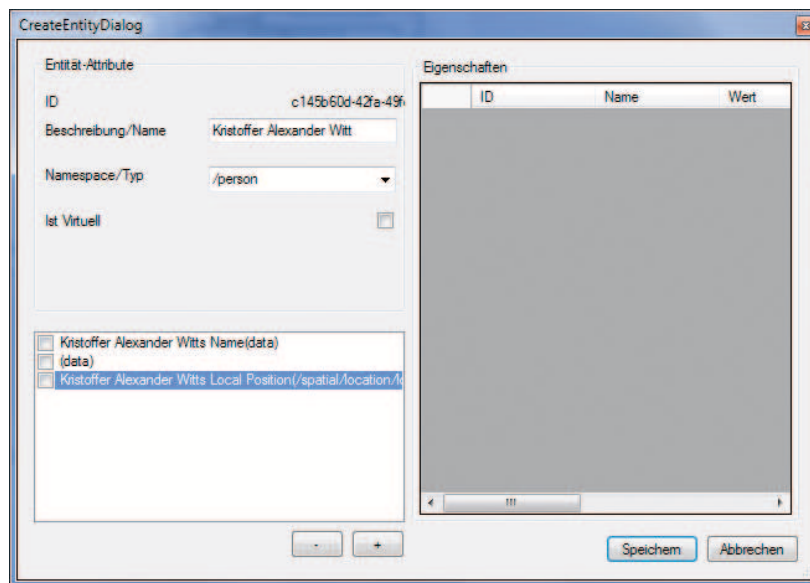 CreateEntityDialog
Entität-Attribute
ID c145b60d-42fa-49f
Beschreibung/Name Kristoffer Alexander Witt
Namespace/Typ /person
Ist Virtuell
Kristoffer Alexander Witts Name(data)
(data)
Kristoffer Alexander Witts Local Position(/spatial/location/l
- +
Eigenschaften
ID Name Wert
Speichern Abbrechen